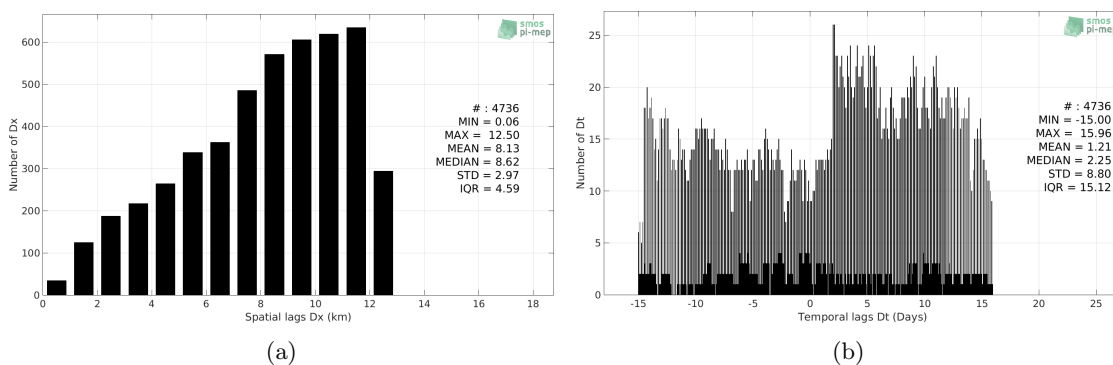 600
500
400
300
200
100
0
Number of Dx
0 2 4 6 8 10 12 14 16 18
Spatial lags Dx (km)
smos
pi-mep
# : 4736
MIN = 0.06
MAX = 12.50
MEAN = 8.13
MEDIAN = 8.62
STD = 2.97
IQR = 4.59
(a)
25
20
15
10
5
0
Number of Dt
-15 -10 -5 0 5 10 15 20 25
Temporal lags Dt (Days)
smos
pi-mep
# : 4736
MIN = -15.00
MAX = 15.96
MEAN = 1.21
MEDIAN = 2.25
STD = 8.80
IQR = 15.12
(b)